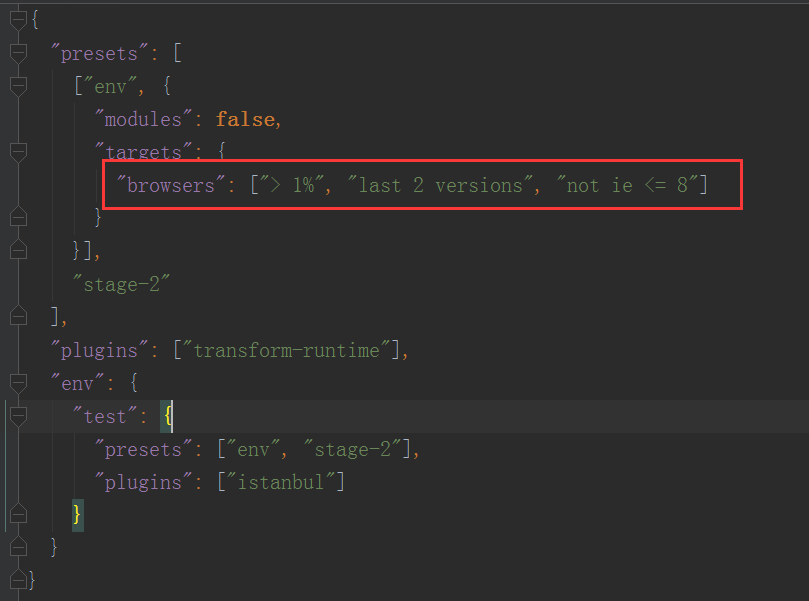 {
  "presets": [
    ["env", {
      "modules": false,
      "targets": {
        "browsers": ["> 1%", "last 2 versions", "not ie <= 8"]
      }
    }],
    "stage-2"
  ],
  "plugins": ["transform-runtime"],
  "env": {
    "test": {
      "presets": ["env", "stage-2"],
      "plugins": ["istanbul"]
    }
  }
}